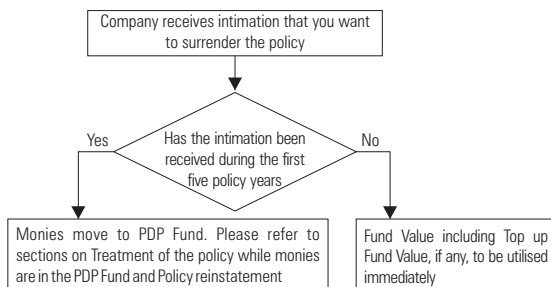 Company receives intimation that you want
to surrender the policy
Yes
Has the intimation been
received during the first
five policy years
No
Monies move to PDP Fund. Please refer to
sections on Treatment of the policy while monies
are in the PDP Fund and Policy reinstatement
Fund Value including Top up
Fund Value, if any, to be utilised
immediately